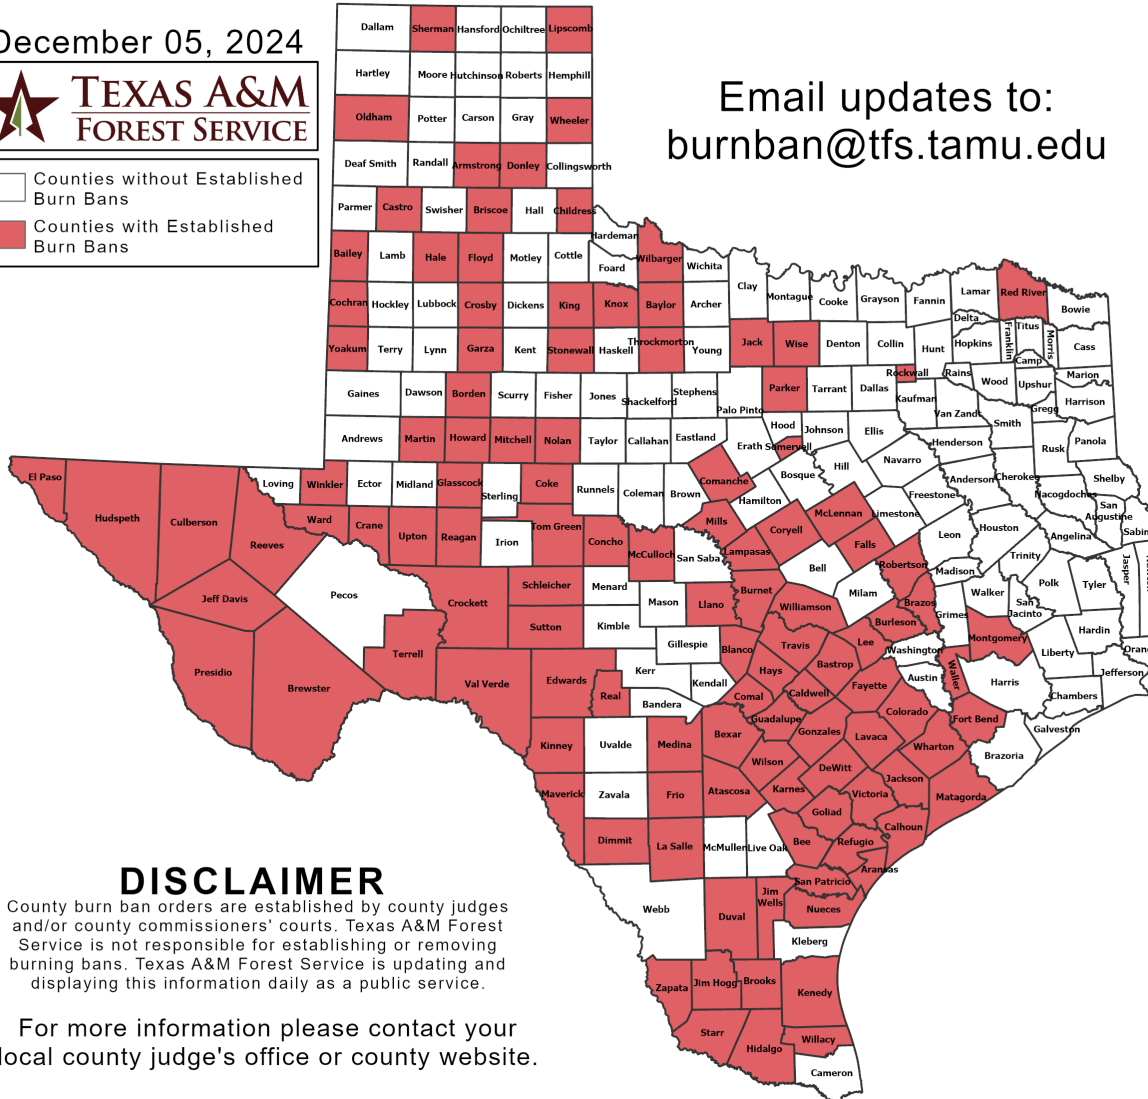 December 05, 2024
TEXAS A&M
FOREST SERVICE
Counties without Established
Burn Bans
Counties with Established
Burn Bans
Email updates to:
burnban@tfs.tamu.edu
Dallam Sherman Hansford Ochiltree Lipscomb
Hartley Moore Hutchinson Roberts Hemphill
Oldham Potter Carson Gray Wheeler
Deaf Smith Randall Armstrong Donley Collingsworth
Parmer Castro Swisher Briscoe Hall Childress
Hardeman
Bailey Lamb Hale Floyd Motley Cottle Foard Wilbarger Wichita
Clay Montague Cooke Grayson Fannin Lamar Red River Bowie
Cochran Hockley Lubbock Crosby Dickens King Knox Baylor Archer
Delta Titus
Franklin
Morris
Yoakum Terry Lynn Garza Kent Stonewall Haskell Throckmorton Young Jack Wise Denton Collin Hunt Hopkins Camp Cass
Gaines Dawson Borden Scurry Fisher Jones Shackelford Stephens Palo Pinto Parker Tarrant Dallas Rockwall Rains Wood Upshur Marion
Kaufman Van Zandt Gregg Harrison
Andrews Martin Howard Mitchell Nolan Taylor Callahan Eastland Erath Hood Somervell Johnson Ellis Henderson Smith Rusk Panola
El Paso Hudspeth Culberson Loving Winkler Ector Midland Glasscock Sterling Coke Runnels Coleman Brown Comanche Hamilton Bosque Hill Navarro Anderson Cherokee Shelby
Freestone Nacogdoches San
Augustine
Sabin
Reeves Ward Crane Upton Reagan Irion Tom Green Concho McCulloch San Saba Mills Lampasas Coryell McLennan Limestone Falls Leon Houston Angelina
Jeff Davis Pecos Crockett Schleicher Menard Mason Llano Burnet Bell Milam Robertson Madison Trinity Polk Tyler Jasper
Walker San
Jacinto
Presidio Brewster Terrell Sutton Kimble Gillespie Blanco Williamson Travis Lee Burleson Brazos Grimes Montgomery Hardin
Washington Liberty Oran
Val Verde Edwards Real Kerr Kendall Bandera Comal Hays Caldwell Bastrop Fayette Austin Waller Harris Jefferson
Chambers
Kinney Uvalde Medina Bexar Guadalupe Gonzales Lavaca Colorado Fort Bend Galveston
Wilson Wharton Brazoria
Maverick Zavala Frio Atascosa Karnes DeWitt Victoria Jackson Matagorda
Goliad Calhoun
Dimmit La Salle McMullen Live Oak Bee Refugio
Aransas
Webb Duval Jim
Wells San Patricio
Nueces
Kleberg
Zapata Jim Hogg Brooks Kenedy
Starr Hidalgo Willacy
Cameron
DISCLAIMER
County burn ban orders are established by county judges
and/or county commissioners' courts. Texas A&M Forest
Service is not responsible for establishing or removing
burning bans. Texas A&M Forest Service is updating and
displaying this information daily as a public service.
For more information please contact your
local county judge's office or county website.